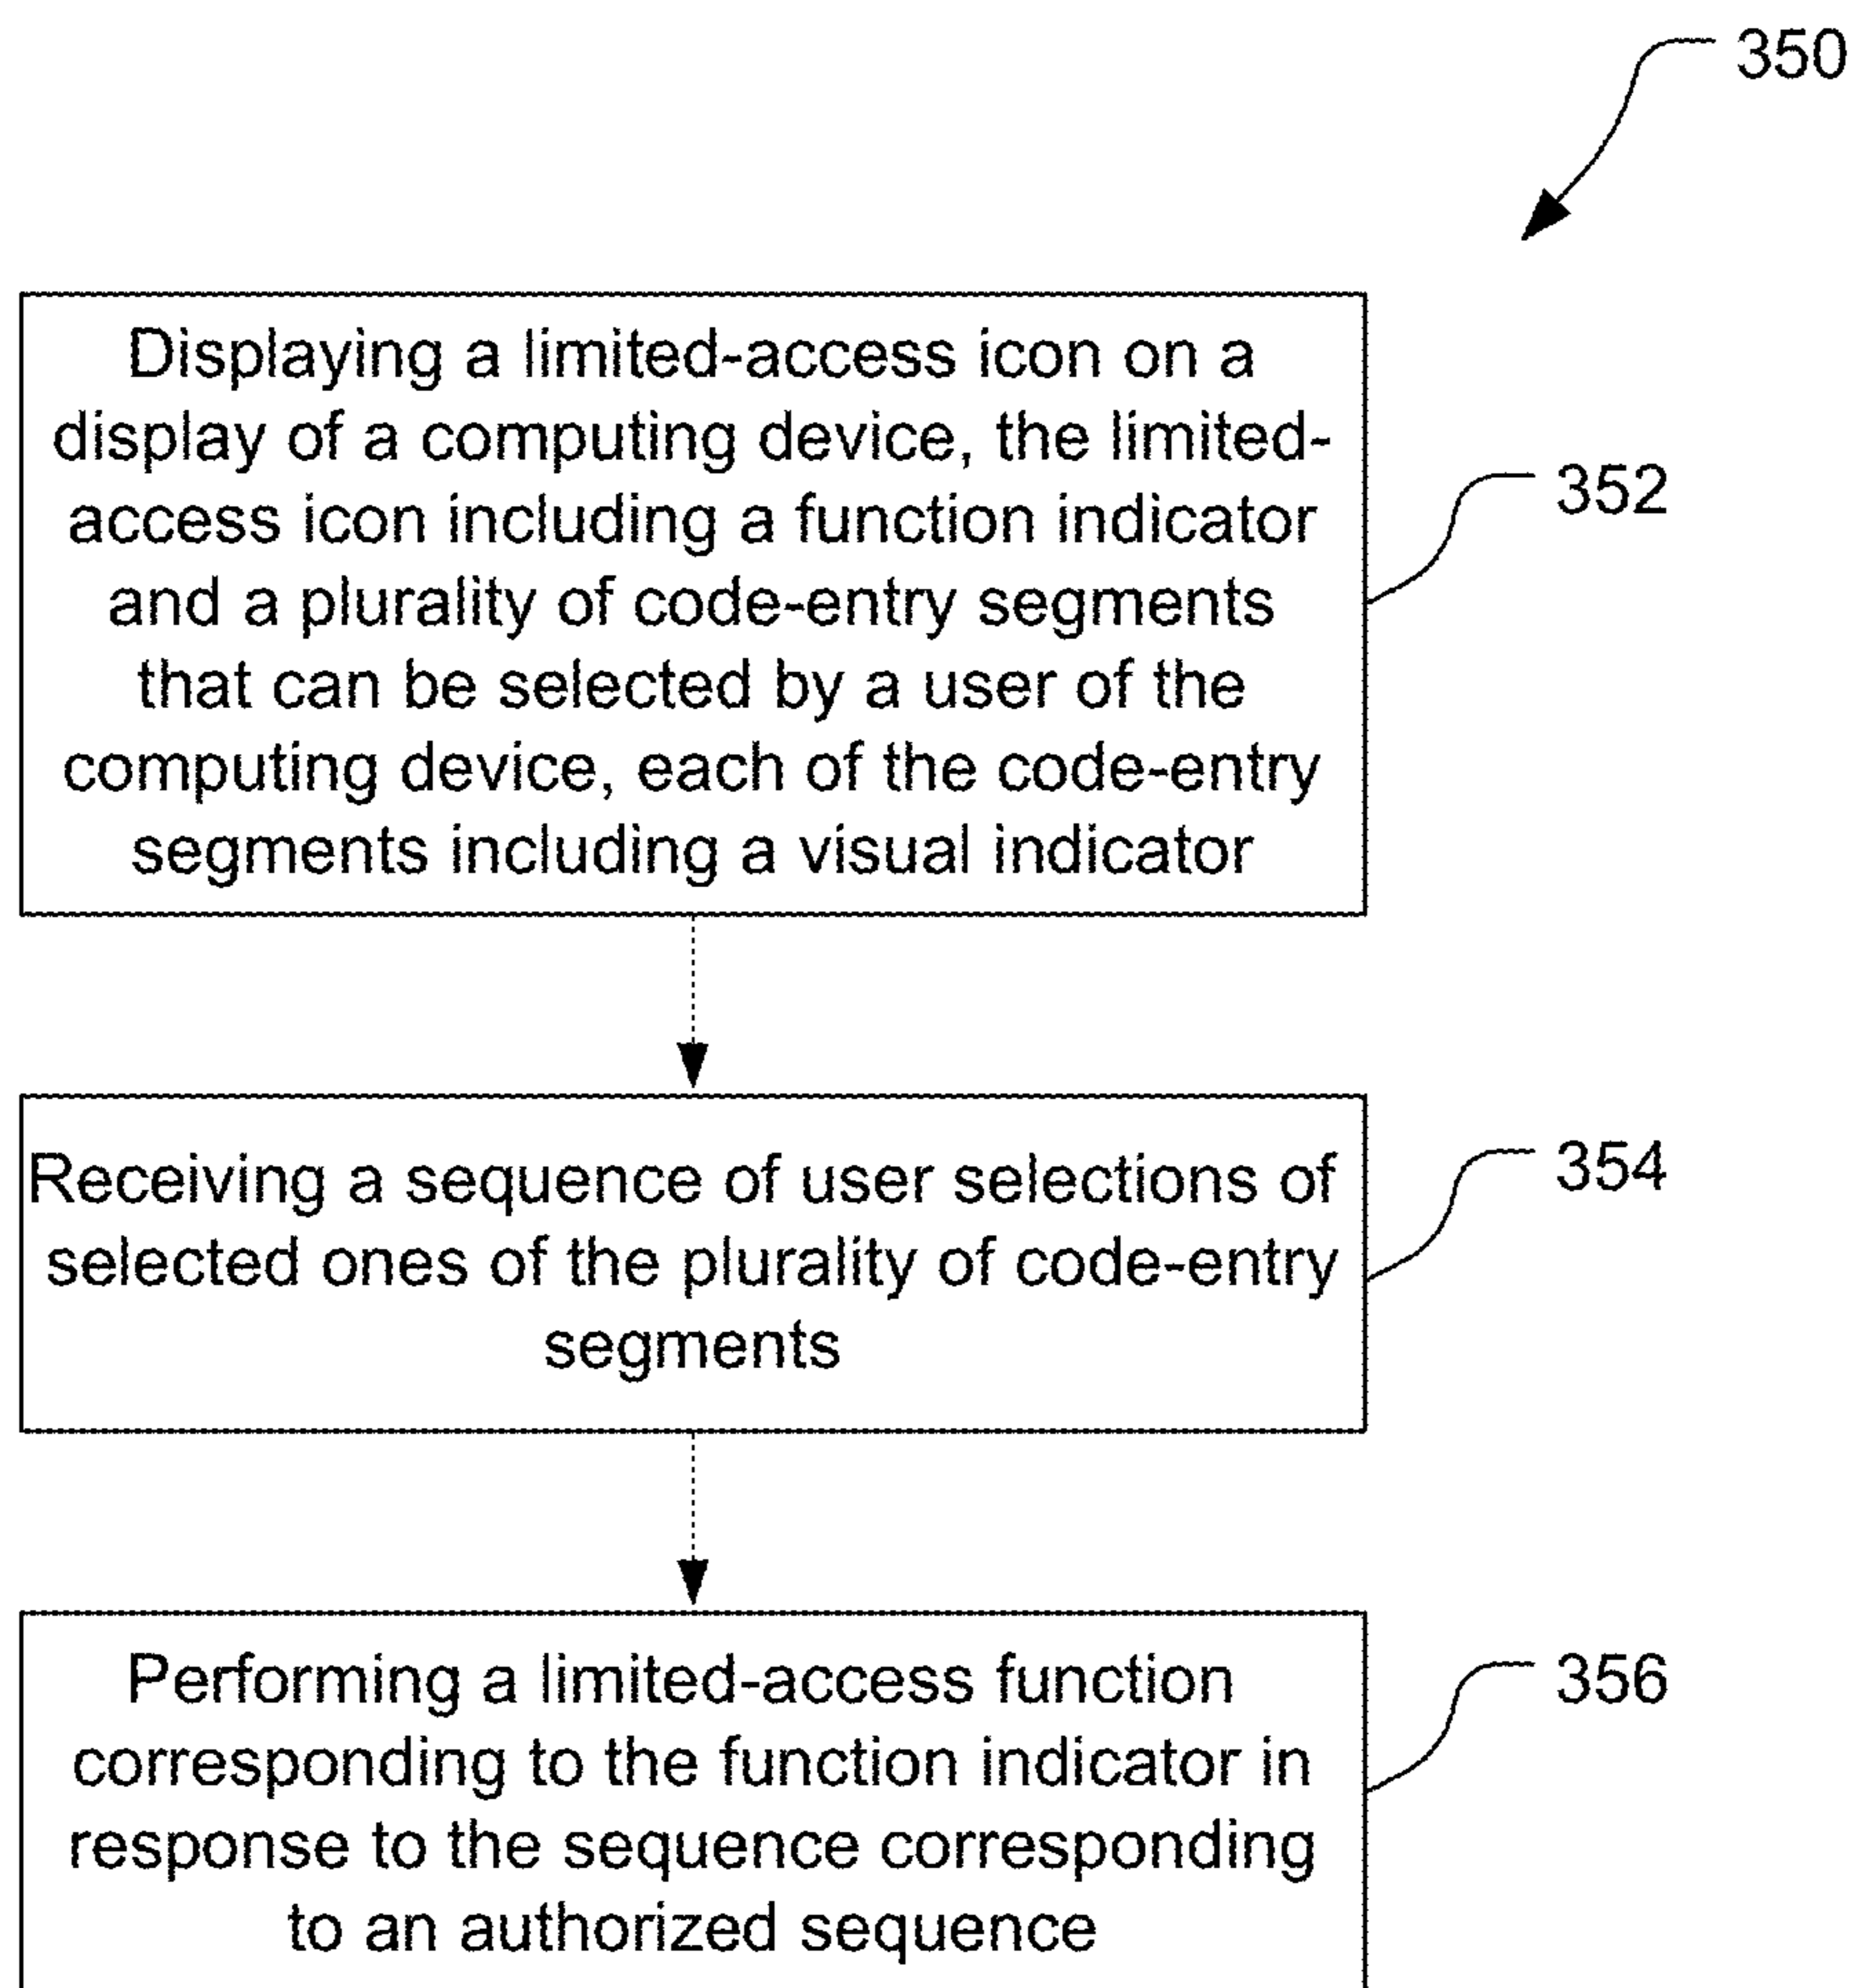 350
Displaying a limited-access icon on a
display of a computing device, the limited-
access icon including a function indicator
and a plurality of code-entry segments
that can be selected by a user of the
computing device, each of the code-entry
segments including a visual indicator
352
Receiving a sequence of user selections of
selected ones of the plurality of code-entry
segments
354
Performing a limited-access function
corresponding to the function indicator in
response to the sequence corresponding
to an authorized sequence
356